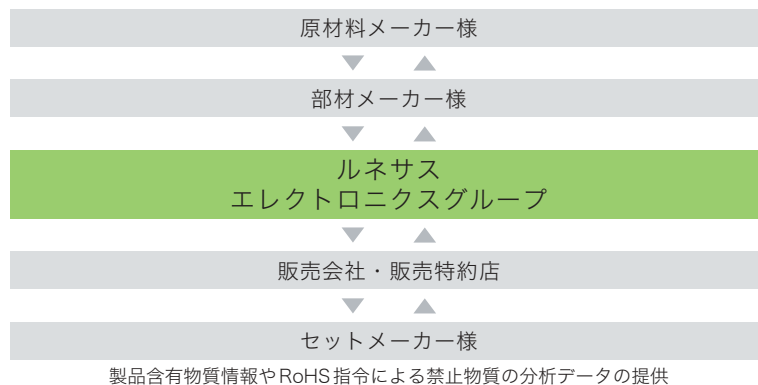 原材料メーカー様
部材メーカー様
ルネサス
エレクトロニクスグループ
販売会社・販売特約店
セットメーカー様
製品含有物質情報やRoHS指令による禁止物質の分析データの提供